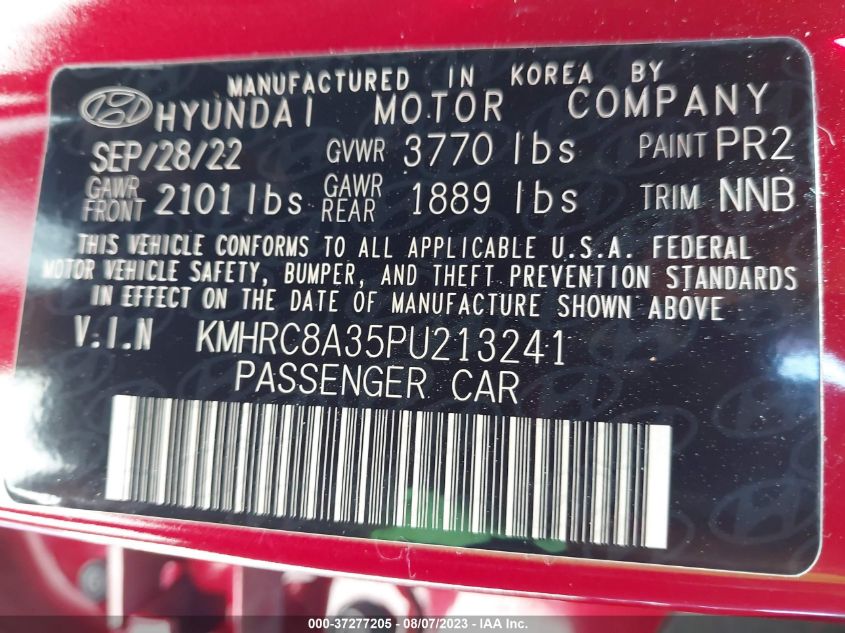 MANUFACTURED IN KOREA BY
HYUNDAI MOTOR COMPANY
SEP/28/22 GVWR 3770 lbs PAINT PR2
GAWR FRONT 2101 lbs GAWR REAR 1889 lbs TRIM NNB
THIS VEHICLE CONFORMS TO ALL APPLICABLE U.S.A. FEDERAL
MOTOR VEHICLE SAFETY, BUMPER, AND THEFT PREVENTION STANDARDS
IN EFFECT ON THE DATE OF MANUFACTURE SHOWN ABOVE
V.I.N KMHRC8A35PU213241
PASSENGER CAR
000-37277205 - 08/07/2023 - IAA Inc.